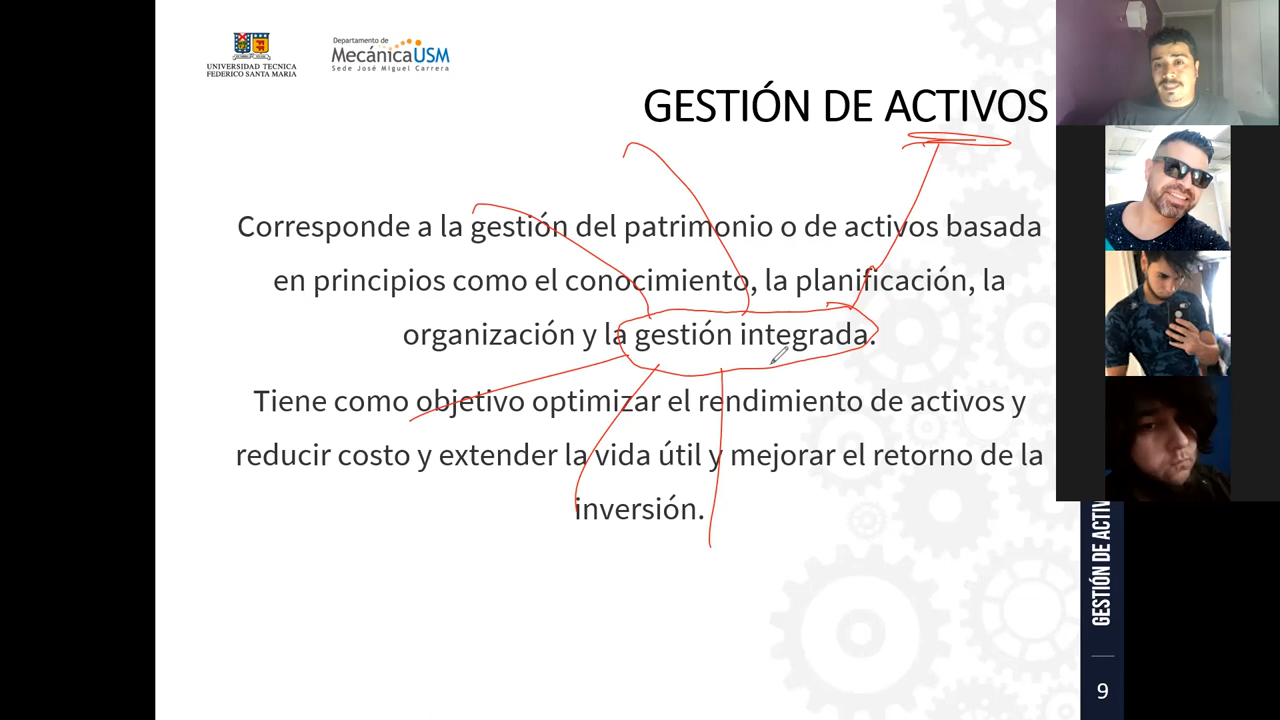 UNIVERSIDAD TECNICA
FEDERICO SANTA MARIA
Departamento de
MecánicaUSM
Sede José Miguel Carrera
GESTIÓN DE ACTIVOS
Corresponde a la gestión del patrimonio o de activos basada
en principios como el conocimiento, la planificación, la
organización y la gestión integrada.
Tiene como objetivo optimizar el rendimiento de activos y
reducir costo y extender la vida útil y mejorar el retorno de la
inversión.
GESTIÓN DE ACTIV
9